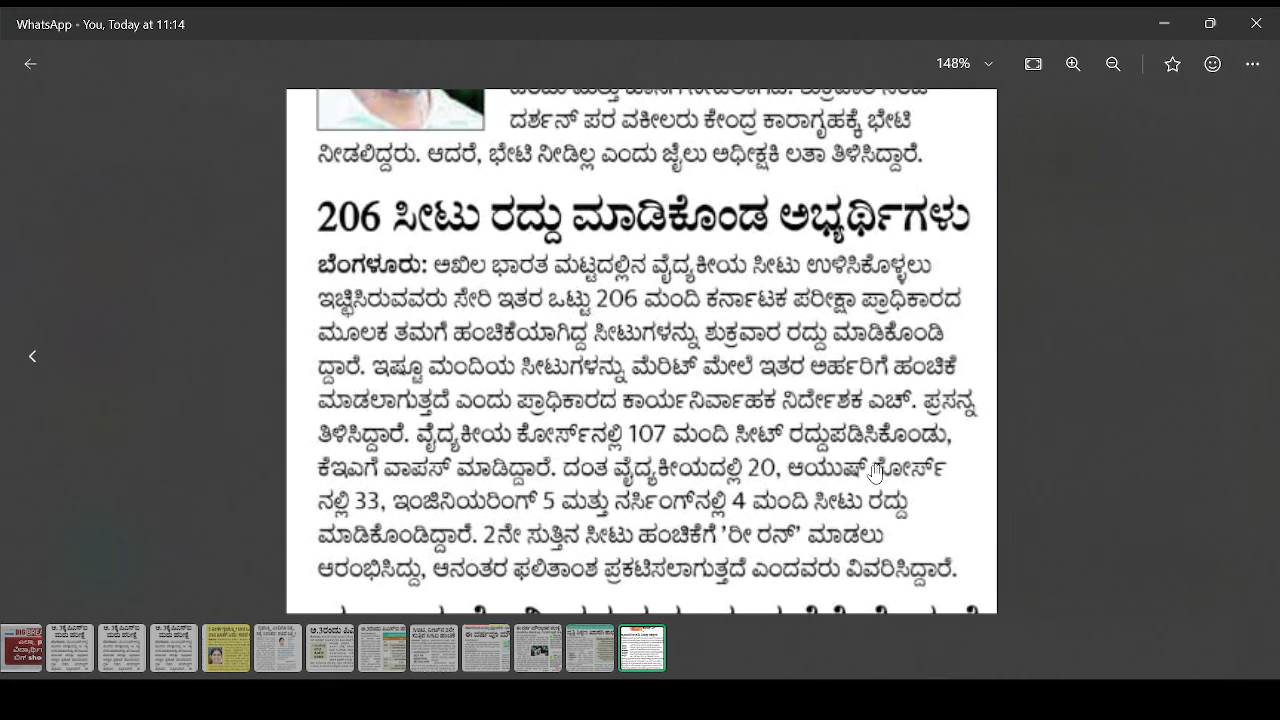 WhatsApp - You, Today at 11:14
148%
ದರ್ಶನ್ ಪರ ವಕೀಲರು ಕೇಂದ್ರ ಕಾರಾಗೃಹಕ್ಕೆ ಭೇಟಿ
ನೀಡಲಿದ್ದರು. ಆದರೆ, ಭೇಟಿ ನೀಡಿಲ್ಲ ಎಂದು ಜೈಲು ಅಧೀಕ್ಷಕಿ ಲತಾ ತಿಳಿಸಿದ್ದಾರೆ.
206 ಸೀಟು ರದ್ದು ಮಾಡಿಕೊಂಡ ಅಭ್ಯರ್ಥಿಗಳು
ಬೆಂಗಳೂರು: ಅಖಿಲ ಭಾರತ ಮಟ್ಟದಲ್ಲಿನ ವೈದ್ಯಕೀಯ ಸೀಟು ಉಳಿಸಿಕೊಳ್ಳಲು
ಇಚ್ಛಿಸಿರುವವರು ಸೇರಿ ಇತರ ಒಟ್ಟು 206 ಮಂದಿ ಕರ್ನಾಟಕ ಪರೀಕ್ಷಾ ಪ್ರಾಧಿಕಾರದ
ಮೂಲಕ ತಮಗೆ ಹಂಚಿಕೆಯಾಗಿದ್ದ ಸೀಟುಗಳನ್ನು ಶುಕ್ರವಾರ ರದ್ದು ಮಾಡಿಕೊಂಡಿ
ದ್ದಾರೆ. ಇಷ್ಟೂ ಮಂದಿಯ ಸೀಟುಗಳನ್ನು ಮೆರಿಟ್ ಮೇಲೆ ಇತರ ಅರ್ಹರಿಗೆ ಹಂಚಿಕೆ
ಮಾಡಲಾಗುತ್ತದೆ ಎಂದು ಪ್ರಾಧಿಕಾರದ ಕಾರ್ಯನಿರ್ವಾಹಕ ನಿರ್ದೇಶಕ ಎಚ್. ಪ್ರಸನ್ನ
ತಿಳಿಸಿದ್ದಾರೆ. ವೈದ್ಯಕೀಯ ಕೋರ್ಸ್‌ನಲ್ಲಿ 107 ಮಂದಿ ಸೀಟ್ ರದ್ದುಪಡಿಸಿಕೊಂಡು,
ಕೆಇಎಗೆ ವಾಪಸ್ ಮಾಡಿದ್ದಾರೆ. ದಂತ ವೈದ್ಯಕೀಯದಲ್ಲಿ 20, ಆಯುಷ್ ಕೋರ್ಸ್
ನಲ್ಲಿ 33, ಇಂಜಿನಿಯರಿಂಗ್ 5 ಮತ್ತು ನರ್ಸಿಂಗ್‌ನಲ್ಲಿ 4 ಮಂದಿ ಸೀಟು ರದ್ದು
ಮಾಡಿಕೊಂಡಿದ್ದಾರೆ. 2ನೇ ಸುತ್ತಿನ ಸೀಟು ಹಂಚಿಕೆಗೆ 'ರೀ ರನ್' ಮಾಡಲು
ಆರಂಭಿಸಿದ್ದು, ಆನಂತರ ಫಲಿತಾಂಶ ಪ್ರಕಟಿಸಲಾಗುತ್ತದೆ ಎಂದವರು ವಿವರಿಸಿದ್ದಾರೆ.